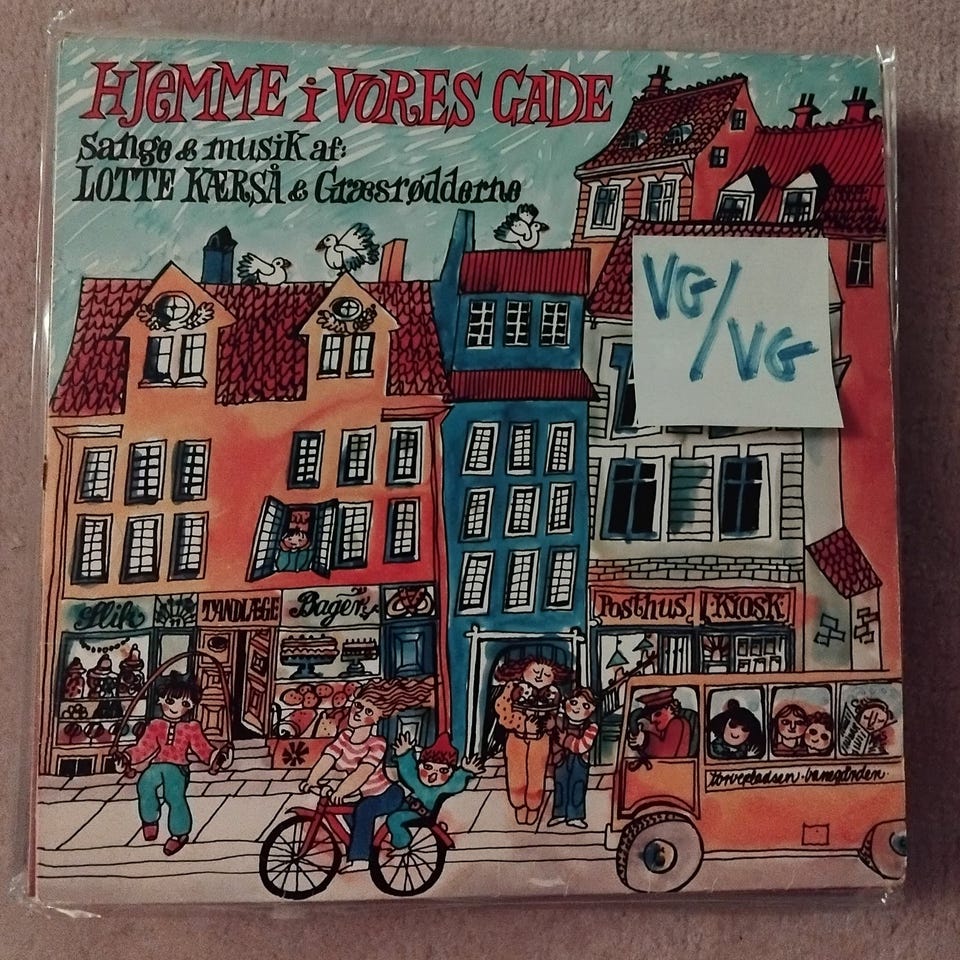 HJEMME i VORES GADE
Sange & musik af:
LOTTE KÆRSÅ & Græsrødderne
VG/VG
Slik
TANDLÆGE
Bager
Posthus
KIOSK
torvepladsen · banegården